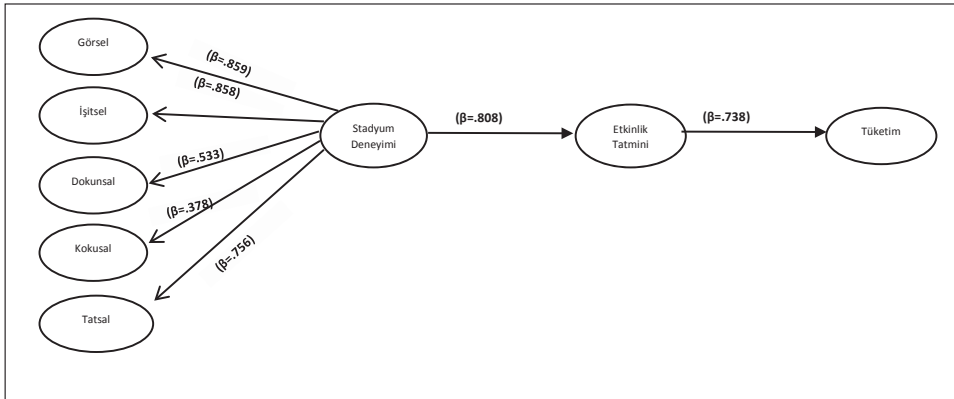 Görsel
(β=.859)
(β=.858)
İşitsel
Stadyum
Deneyimi
(β=.808)
Etkinlik
Tatmini
(β=.738)
Tüketim
(β=.533)
Dokunsal
(β=.378)
Kokusal
(β=.756)
Tatsal